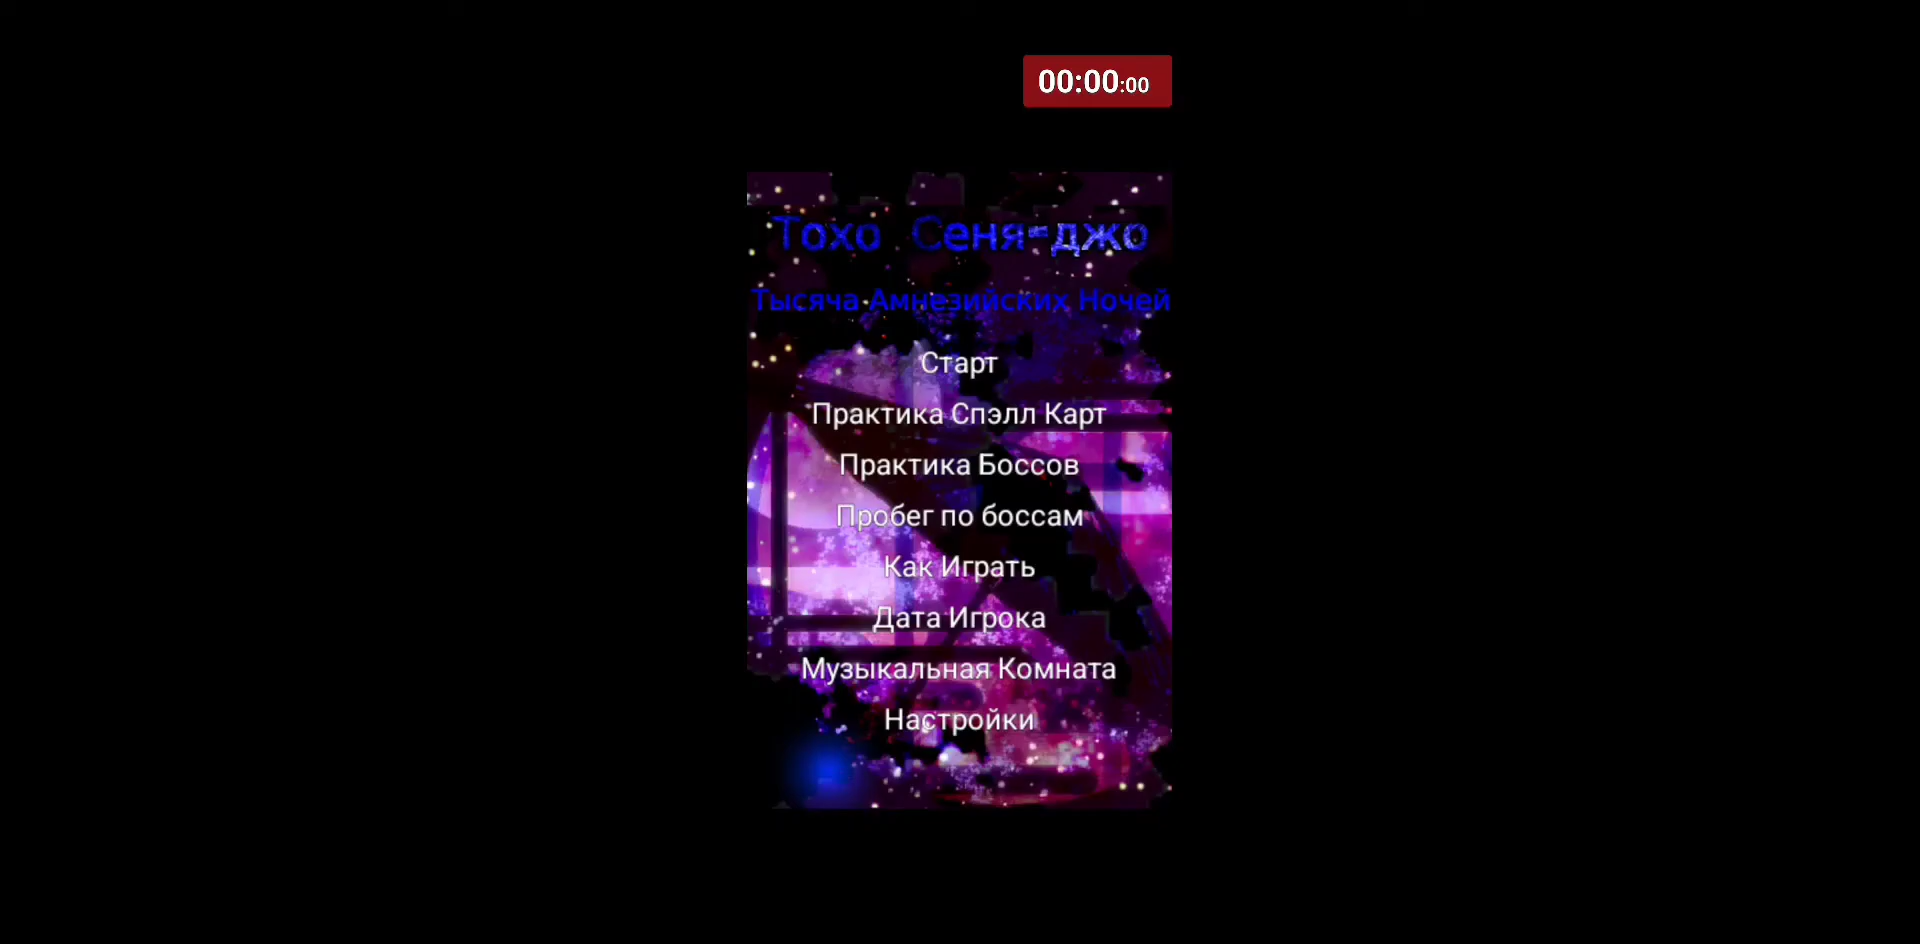 00:00:00
Тохо Сеня-джо
Тысяча Амнезийских Ночей
Старт
Практика Спэлл Карт
Практика Боссов
Пробег по боссам
Как Играть
Дата Игрока
Музыкальная Комната
Настройки